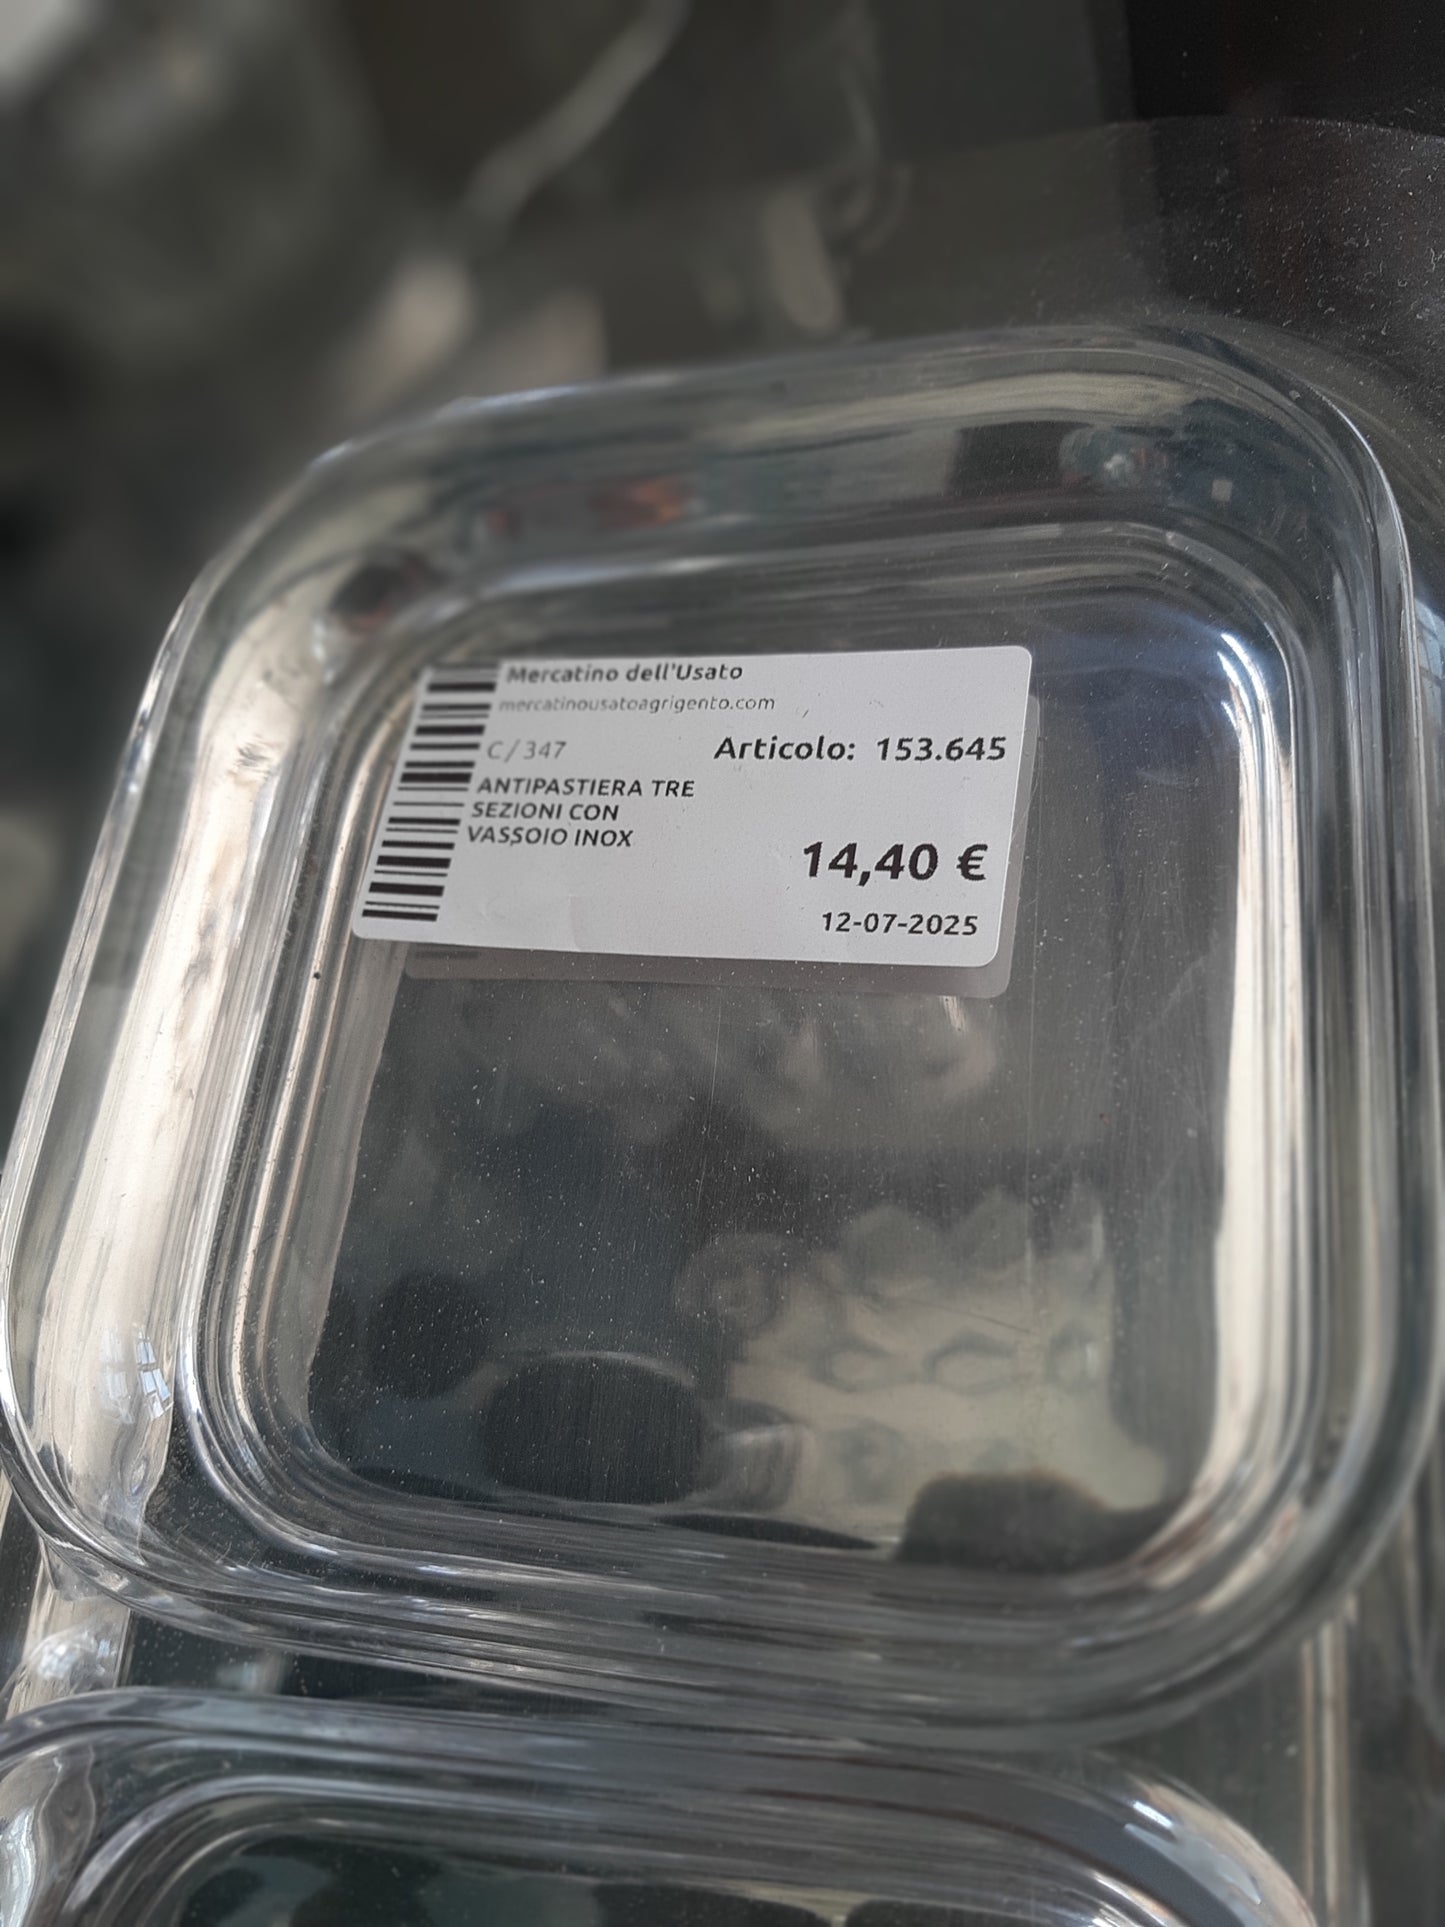 Mercatino dell'Usato
mercatinousatoagrigento.com
C/347
Articolo: 153.645
ANTIPASTIERA TRE
SEZIONI CON
VASSOIO INOX
14,40 €
12-07-2025